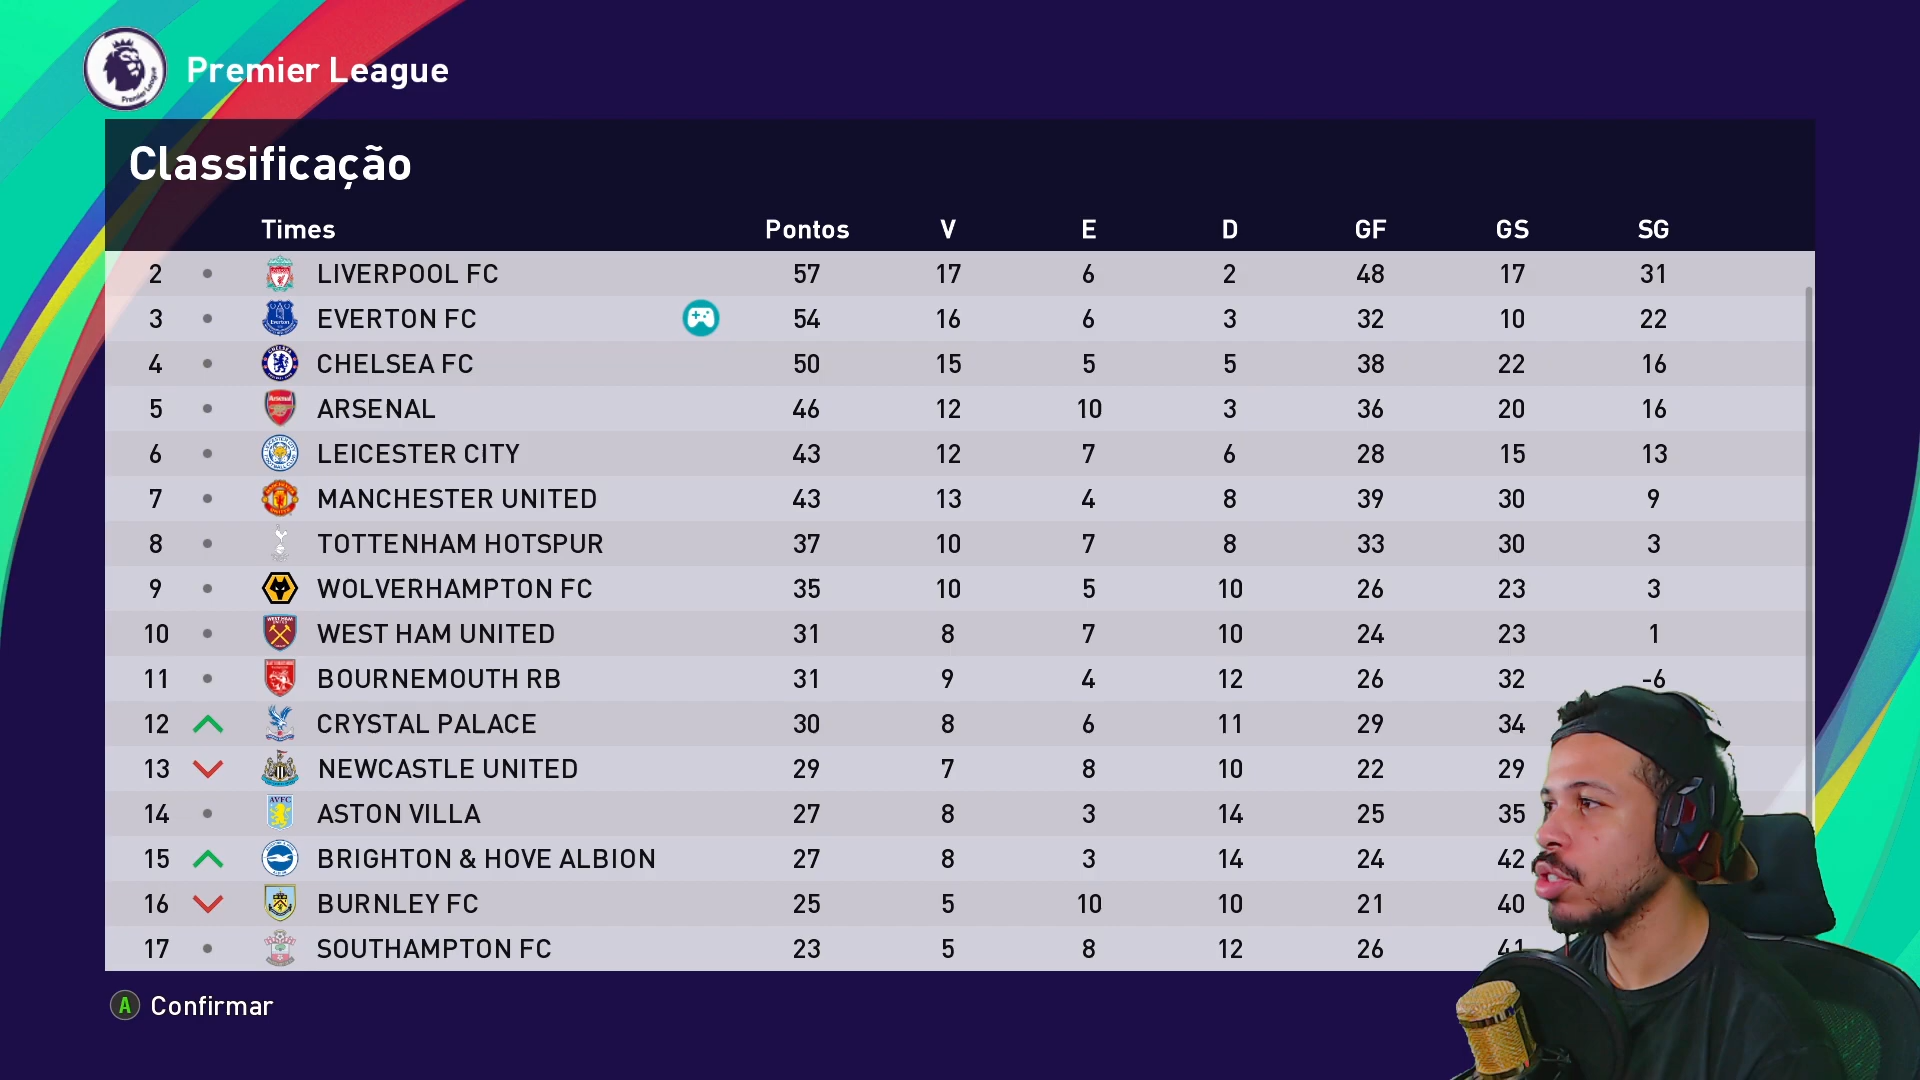 Premier League
Classificação
Times Pontos V E D GF GS SG
2 LIVERPOOL FC 57 17 6 2 48 17 31
3 EVERTON FC 54 16 6 3 32 10 22
4 CHELSEA FC 50 15 5 5 38 22 16
5 ARSENAL 46 12 10 3 36 20 16
6 LEICESTER CITY 43 12 7 6 28 15 13
7 MANCHESTER UNITED 43 13 4 8 39 30 9
8 TOTTENHAM HOTSPUR 37 10 7 8 33 30 3
9 WOLVERHAMPTON FC 35 10 5 10 26 23 3
10 WEST HAM UNITED 31 8 7 10 24 23 1
11 BOURNEMOUTH RB 31 9 4 12 26 32 -6
12 CRYSTAL PALACE 30 8 6 11 29 34
13 NEWCASTLE UNITED 29 7 8 10 22 29
14 ASTON VILLA 27 8 3 14 25 35
15 BRIGHTON & HOVE ALBION 27 8 3 14 24 42
16 BURNLEY FC 25 5 10 10 21 40
17 SOUTHAMPTON FC 23 5 8 12 26 41
A Confirmar